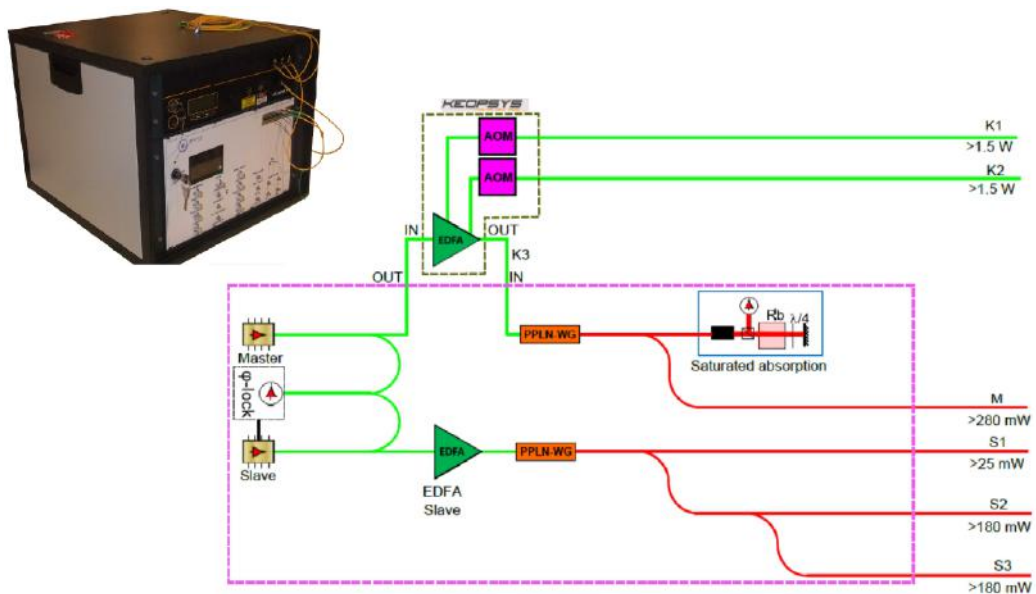 KEOPSYS
AOM
K1
>1.5 W
AOM
K2
>1.5 W
IN
EDFA
OUT
K3
OUT
IN
Master
PPLN-WG
Rb
λ/4
Saturated absorption
φ-lock
M
>280 mW
Slave
EDFA
PPLN-WG
S1
>25 mW
EDFA
Slave
S2
>180 mW
S3
>180 mW